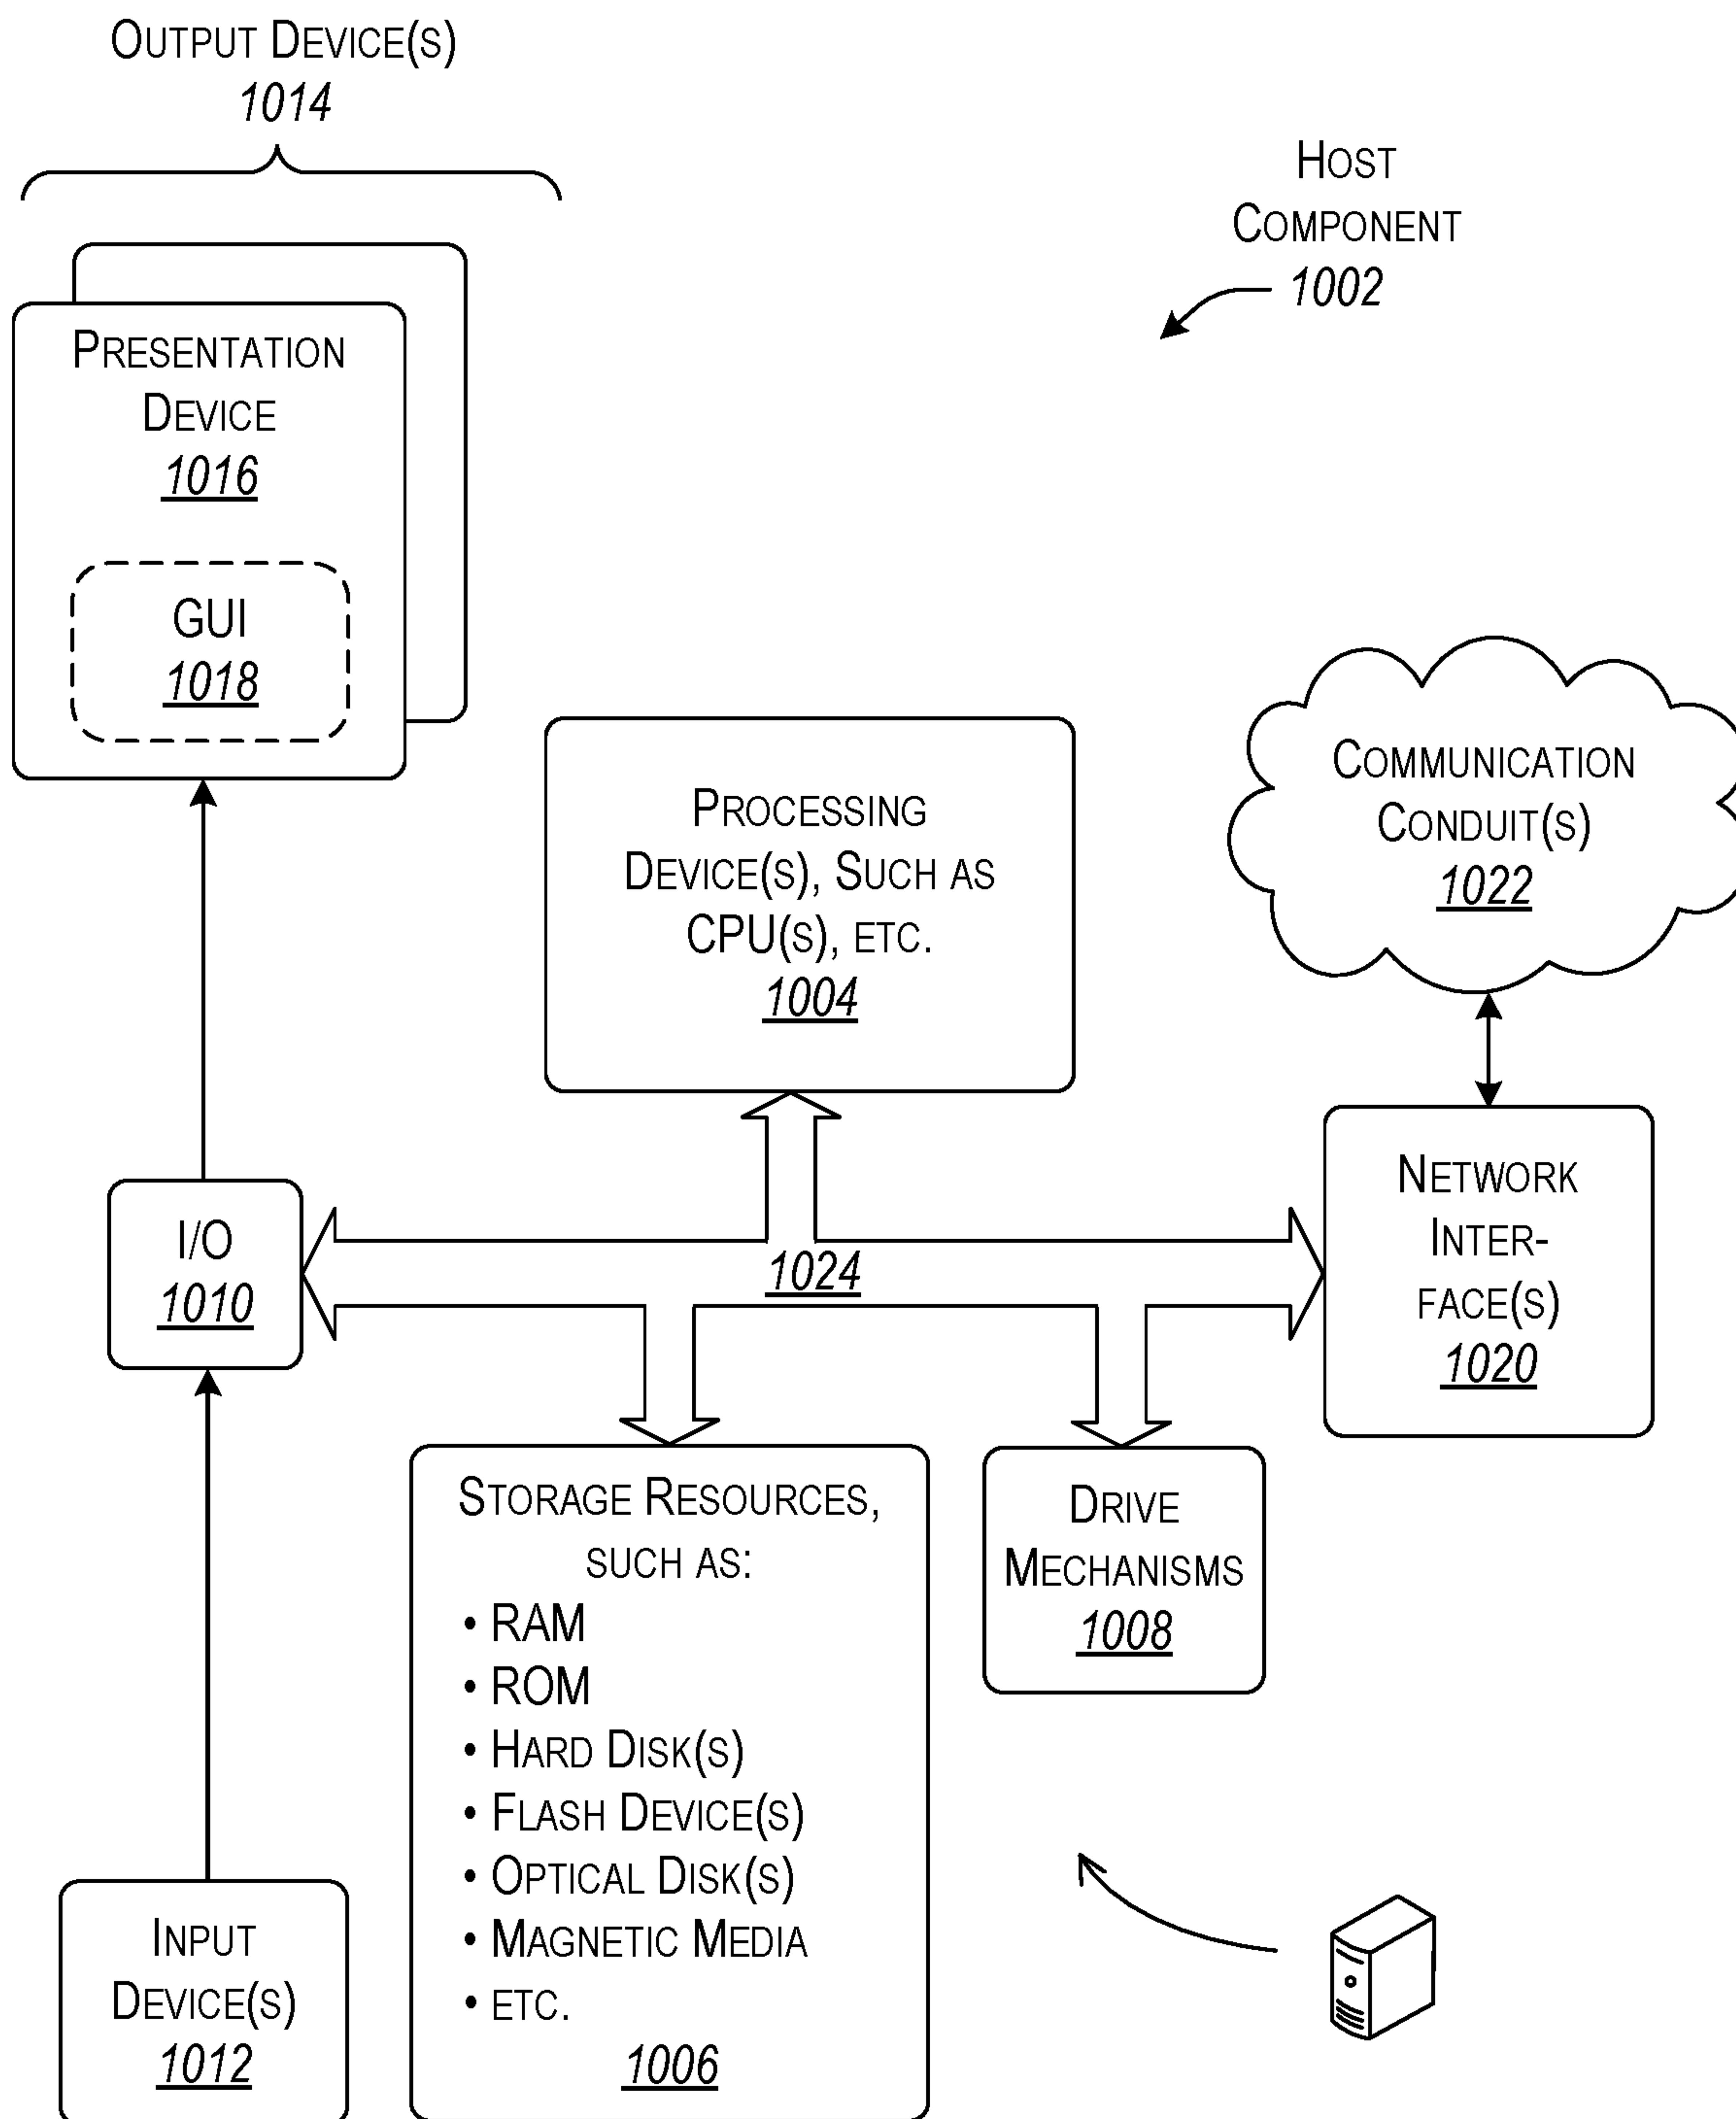 Output Device(s)
1014
Host
Component
1002
Presentation
Device
1016
GUI
1018
Processing
Device(s), Such as
CPU(s), etc.
1004
Communication
Conduit(s)
1022
I/O
1010
1024
Network
Inter-
face(s)
1020
Storage Resources,
such as:
• RAM
• ROM
• Hard Disk(s)
• Flash Device(s)
• Optical Disk(s)
• Magnetic Media
• etc.
1006
Drive
Mechanisms
1008
Input
Device(s)
1012